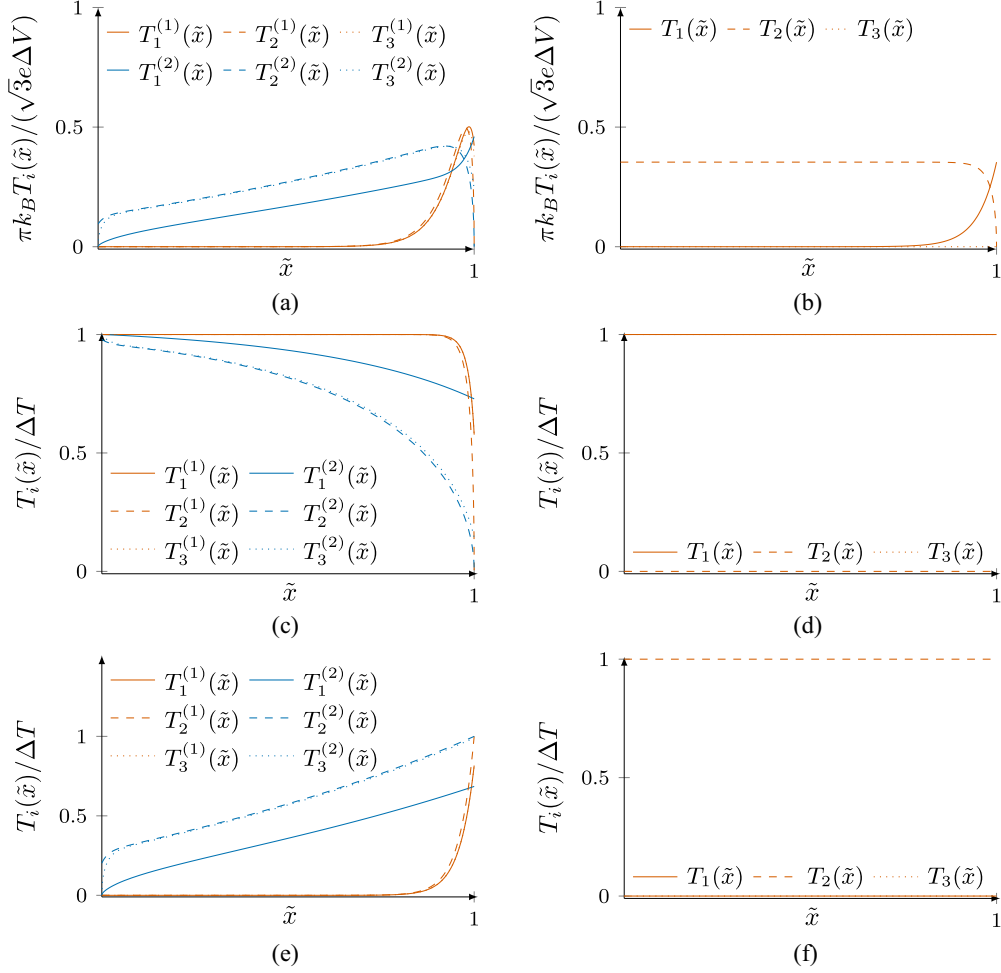 πk_B T_i(x̃)/(√3eΔV)
1
0.5
0
T_1^(1)(x̃) T_2^(1)(x̃) T_3^(1)(x̃)
T_1^(2)(x̃) T_2^(2)(x̃) T_3^(2)(x̃)
x̃
1
(a)
πk_B T_i(x̃)/(√3eΔV)
1
0.5
0
T_1(x̃) T_2(x̃) T_3(x̃)
x̃
1
(b)
T_i(x̃)/ΔT
1
0.5
0
T_1^(1)(x̃) T_1^(2)(x̃)
T_2^(1)(x̃) T_2^(2)(x̃)
T_3^(1)(x̃) T_3^(2)(x̃)
x̃
1
(c)
T_i(x̃)/ΔT
1
0.5
0
T_1(x̃) T_2(x̃) T_3(x̃)
x̃
1
(d)
T_i(x̃)/ΔT
1
0.5
0
T_1^(1)(x̃) T_1^(2)(x̃)
T_2^(1)(x̃) T_2^(2)(x̃)
T_3^(1)(x̃) T_3^(2)(x̃)
x̃
1
(e)
T_i(x̃)/ΔT
1
0.5
0
T_1(x̃) T_2(x̃) T_3(x̃)
x̃
1
(f)